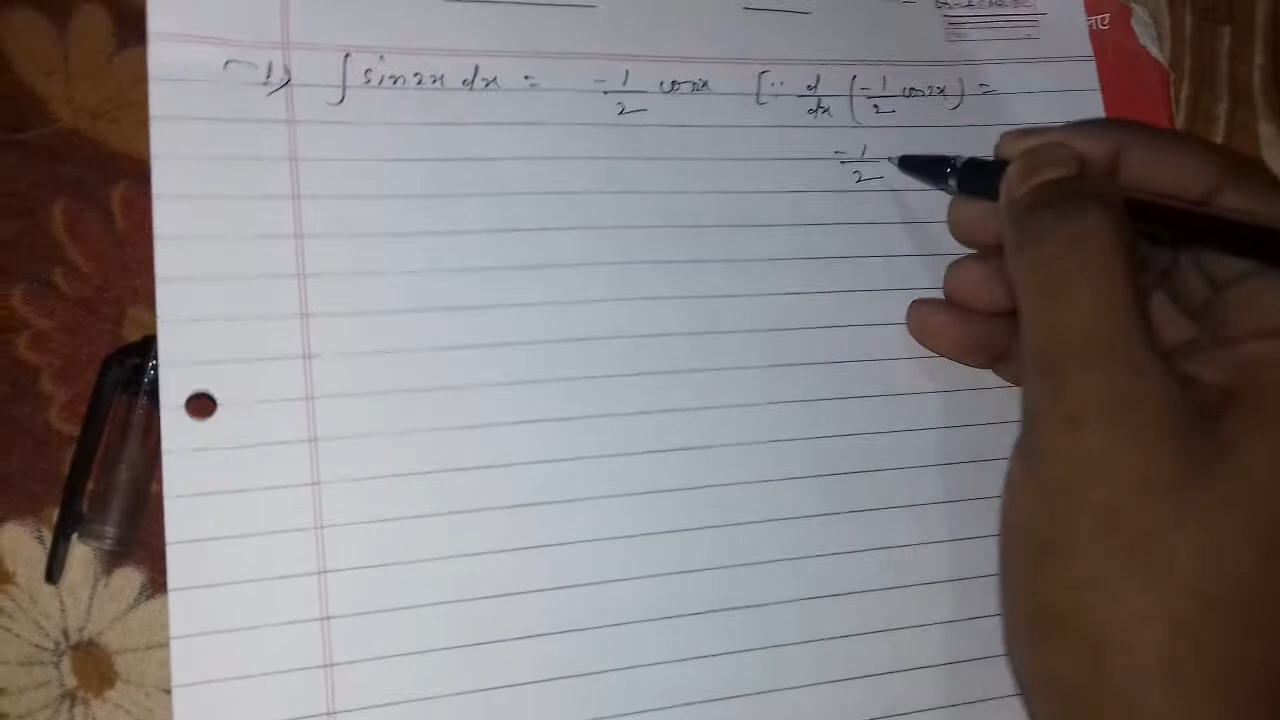 1) ∫ sin2x dx = -1/2 cos2x [∵ d/dx (-1/2 cos2x) =
-1/2